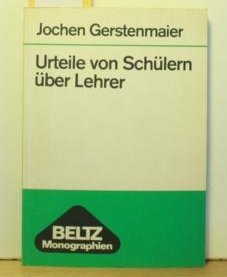 Jochen Gerstenmaier
Urteile von Schülern
über Lehrer
BELTZ
Monographien